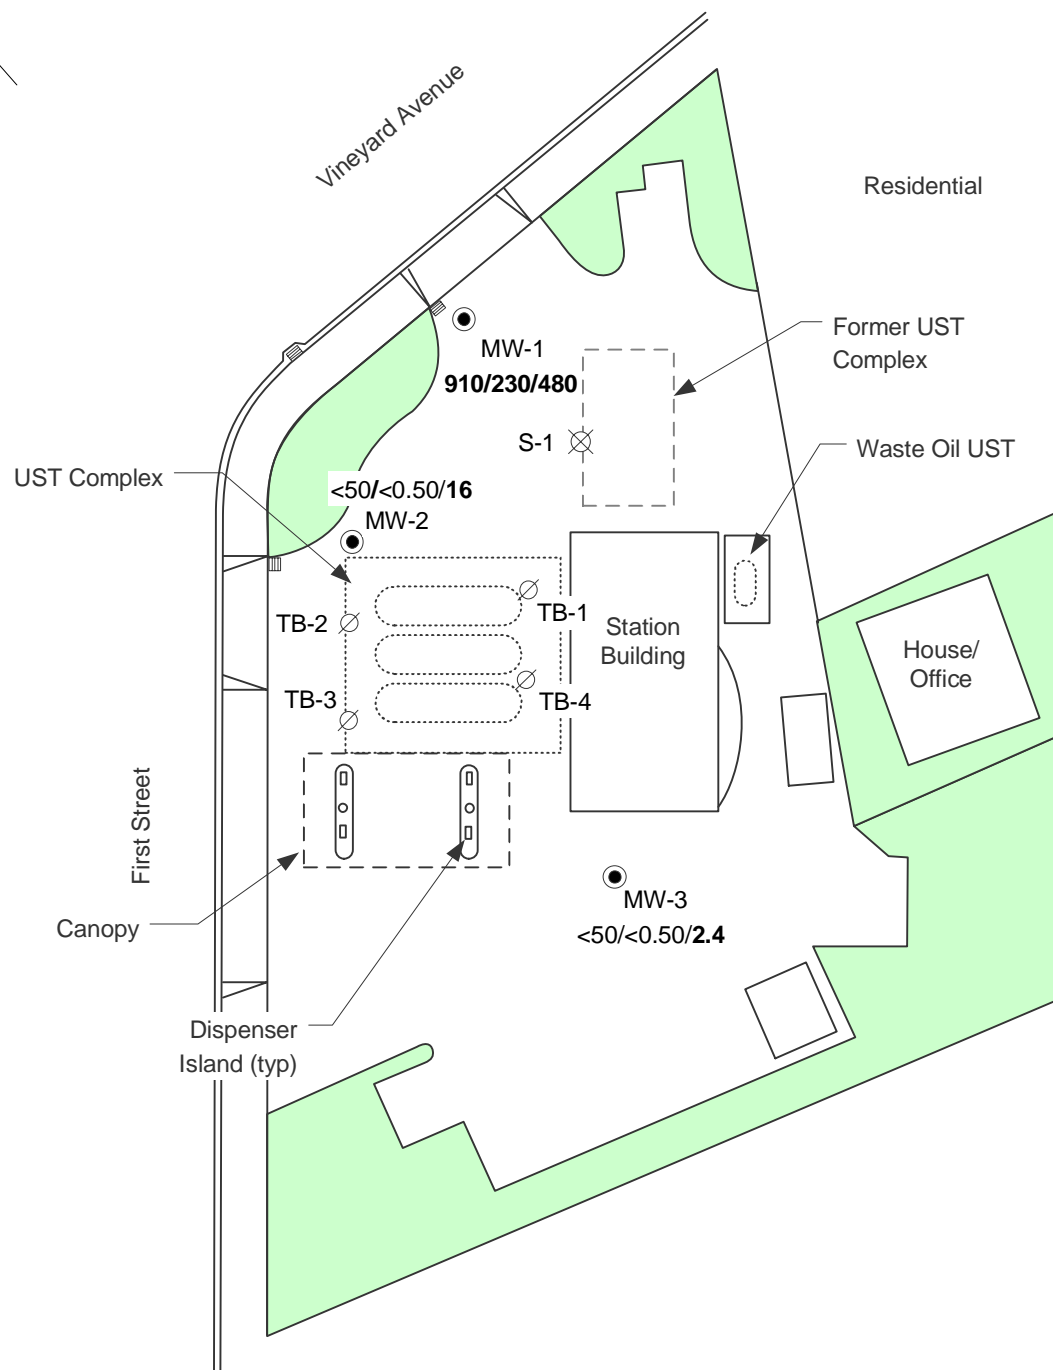 Vineyard Avenue
Residential
Former UST
Complex
MW-1
910/230/480
S-1
Waste Oil UST
UST Complex
<50/<0.50/16
MW-2
TB-1
TB-2
Station
Building
House/
Office
TB-3
TB-4
First Street
MW-3
<50/<0.50/2.4
Canopy
Dispenser
Island (typ)